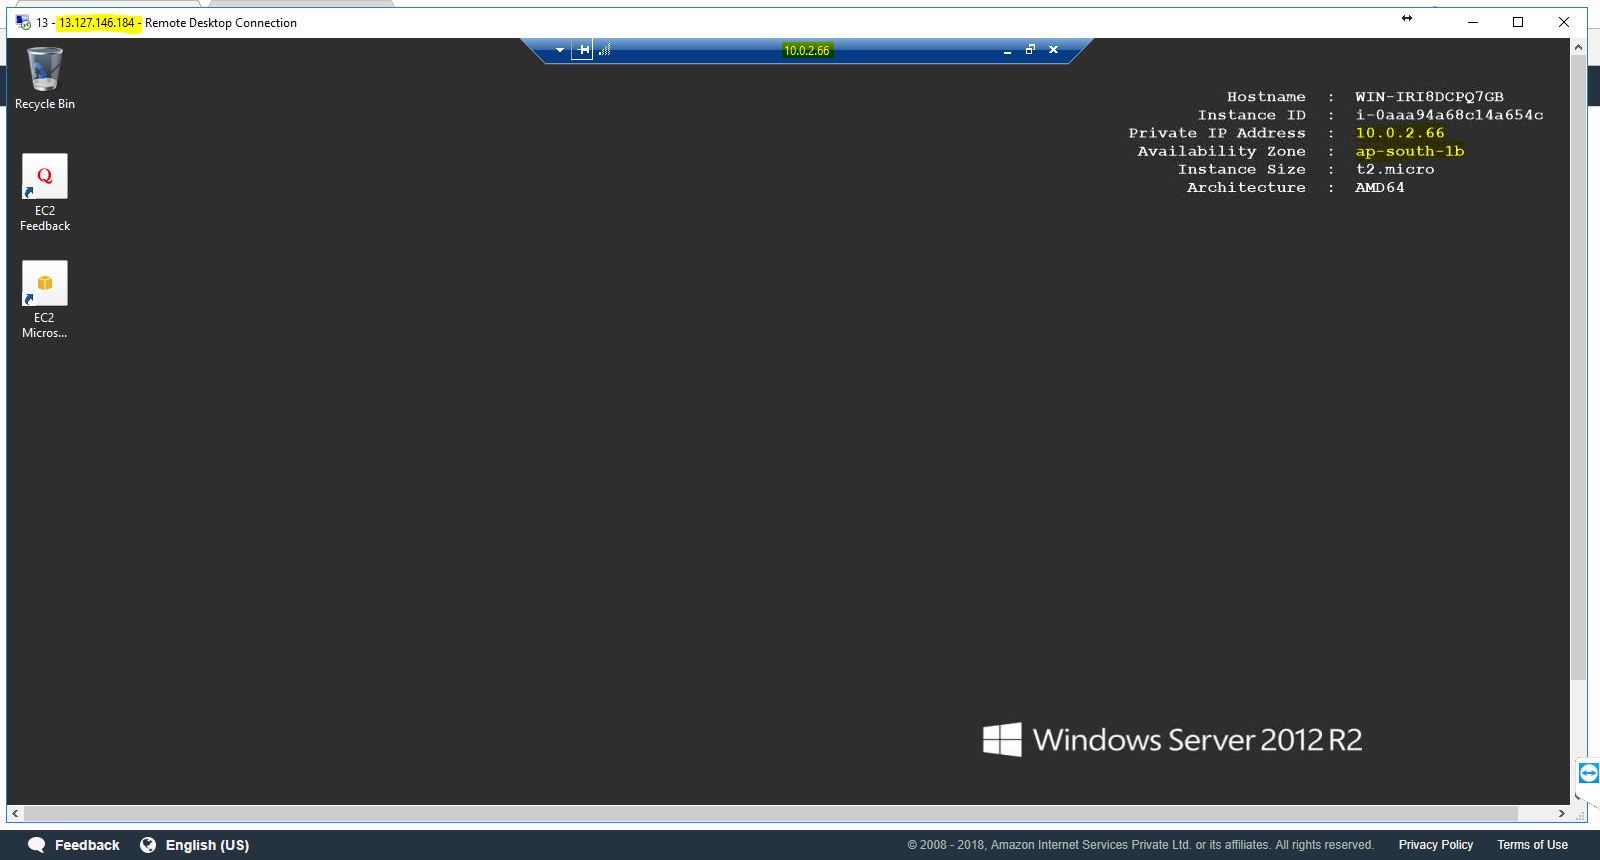 13 - 13.127.146.184 - Remote Desktop Connection
10.0.2.66
Recycle Bin
Hostname : WIN-IRI8DCPQ7GB
Instance ID : i-0aaa94a68c14a654c
Private IP Address : 10.0.2.66
Availability Zone : ap-south-1b
Instance Size : t2.micro
Architecture : AMD64
Q
EC2
Feedback
EC2
Micros...
Windows Server 2012 R2
Feedback English (US) © 2008 - 2018, Amazon Internet Services Private Ltd. or its affiliates. All rights reserved. Privacy Policy Terms of Use